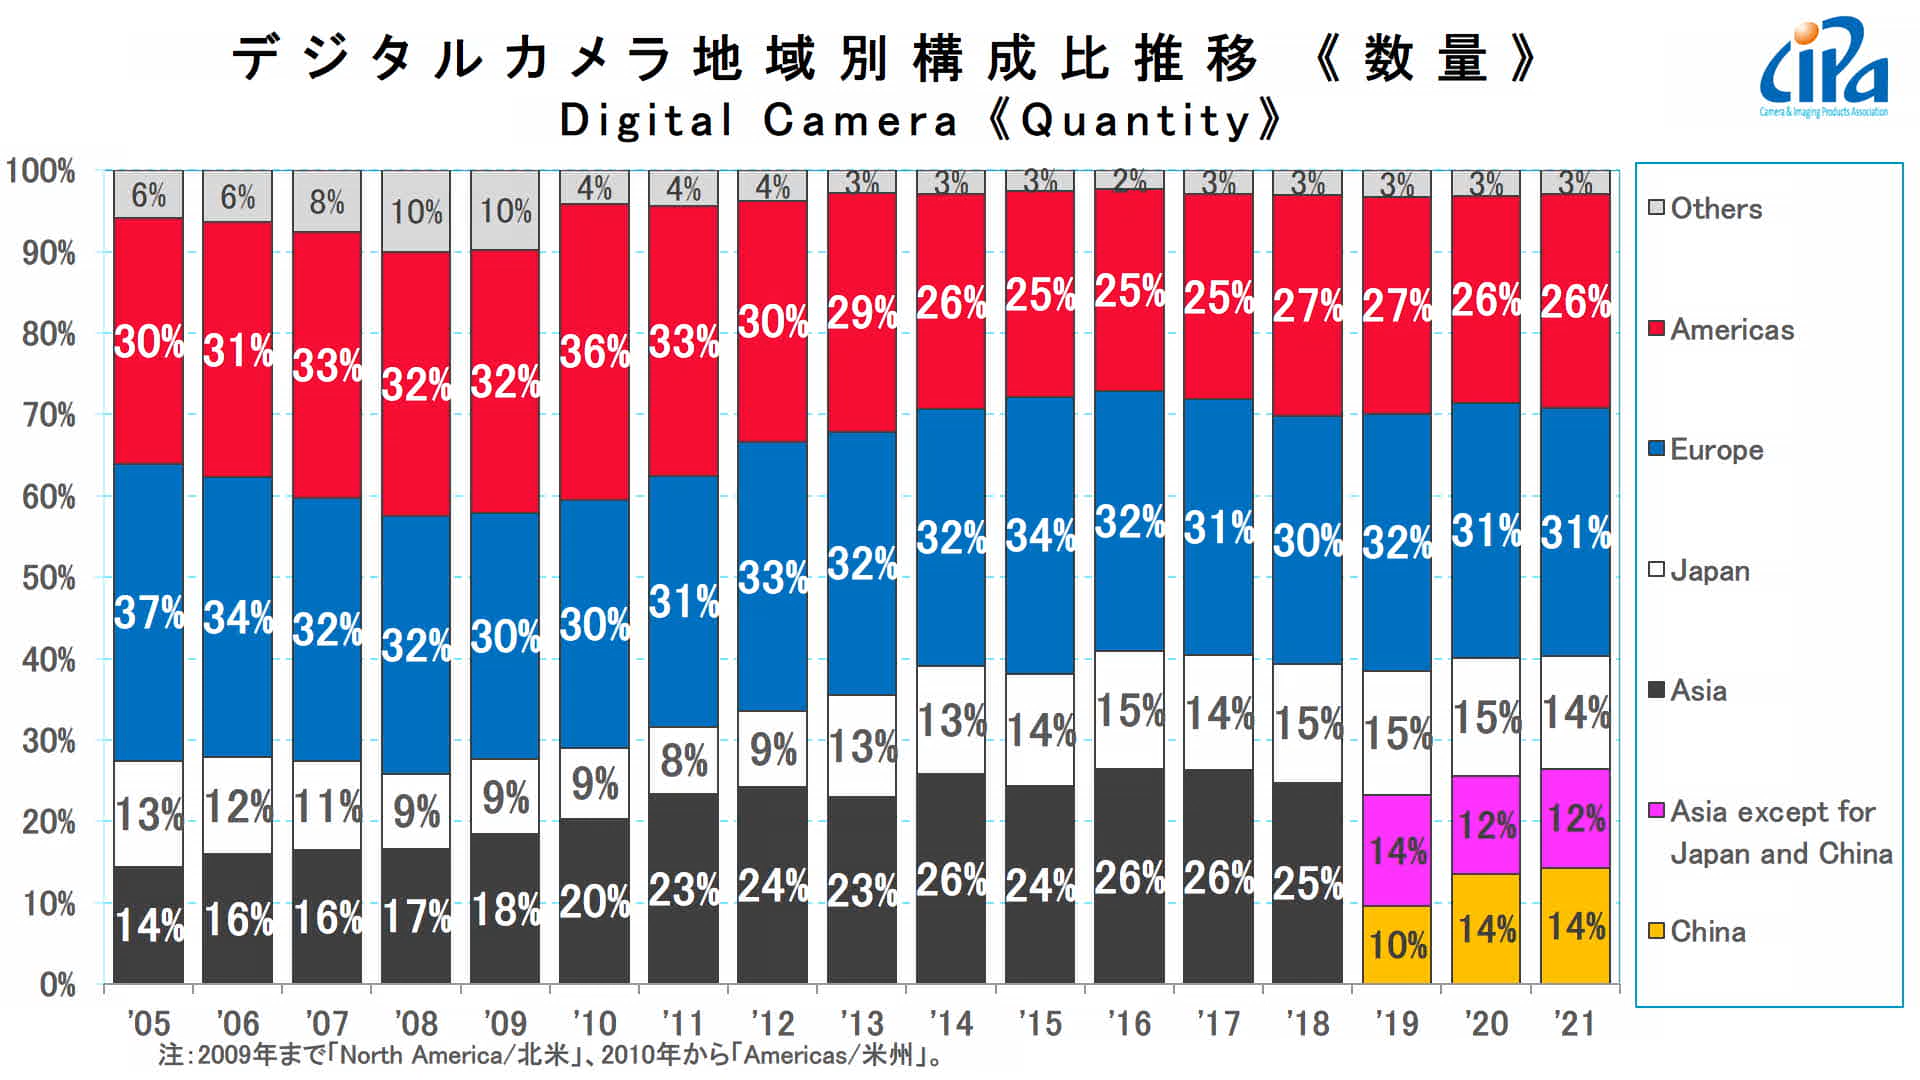 デジタルカメラ地域別構成比推移 《数量》
Digital Camera《Quantity》
CIPa
Camera & Imaging Products Association
100% 6% 6% 8% 10% 10% 4% 4% 4% 3% 3% 3% 2% 3% 3% 3% 3% 3%
90%
80% 30% 31% 33% 32% 32% 36% 33% 30% 29% 26% 25% 25% 25% 27% 27% 26% 26%
70%
60%
50% 37% 34% 32% 32% 30% 30% 31% 33% 32% 32% 34% 32% 31% 30% 32% 31% 31%
40%
30% 13% 12% 11% 9% 9% 9% 8% 9% 13% 13% 14% 15% 14% 15% 15% 15% 14%
20% 14% 12% 12%
10% 14% 16% 16% 17% 18% 20% 23% 24% 23% 26% 24% 26% 26% 25% 10% 14% 14%
0%
'05 '06 '07 '08 '09 '10 '11 '12 '13 '14 '15 '16 '17 '18 '19 '20 '21
注：2009年まで「North America/北米」、2010年から「Americas/米州」。
Others
Americas
Europe
Japan
Asia
Asia except for
Japan and China
China